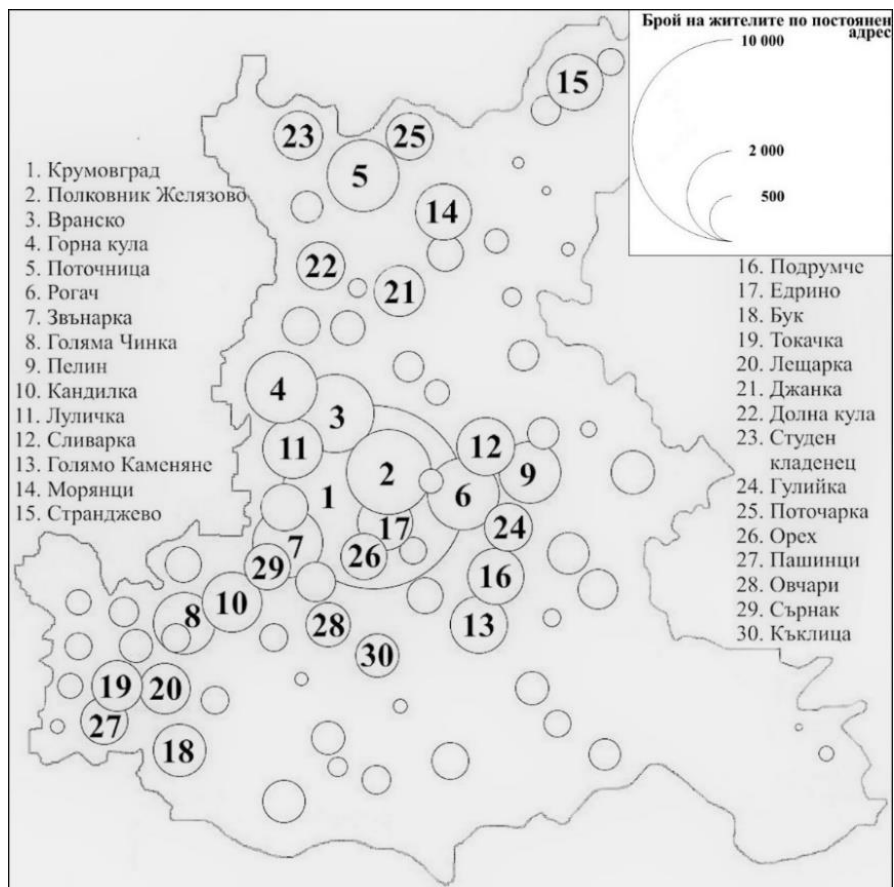 Брой на жителите по постоянен
адрес
10 000
2 000
500
1. Крумовград
2. Полковник Желязово
3. Вранско
4. Горна кула
5. Поточница
6. Рогач
7. Звънарка
8. Голяма Чинка
9. Пелин
10. Кандилка
11. Луличка
12. Сливарка
13. Голямо Каменяне
14. Морянци
15. Странджево
16. Подрумче
17. Едрино
18. Бук
19. Токачка
20. Лещарка
21. Джанка
22. Долна кула
23. Студен
кладенец
24. Гулийка
25. Поточарка
26. Орех
27. Пашинци
28. Овчари
29. Сърнак
30. Къклица
15
23
25
5
14
22
21
4
3
11
12
2
9
6
1
17
24
7
26
29
16
10
8
28
13
30
19
20
27
18